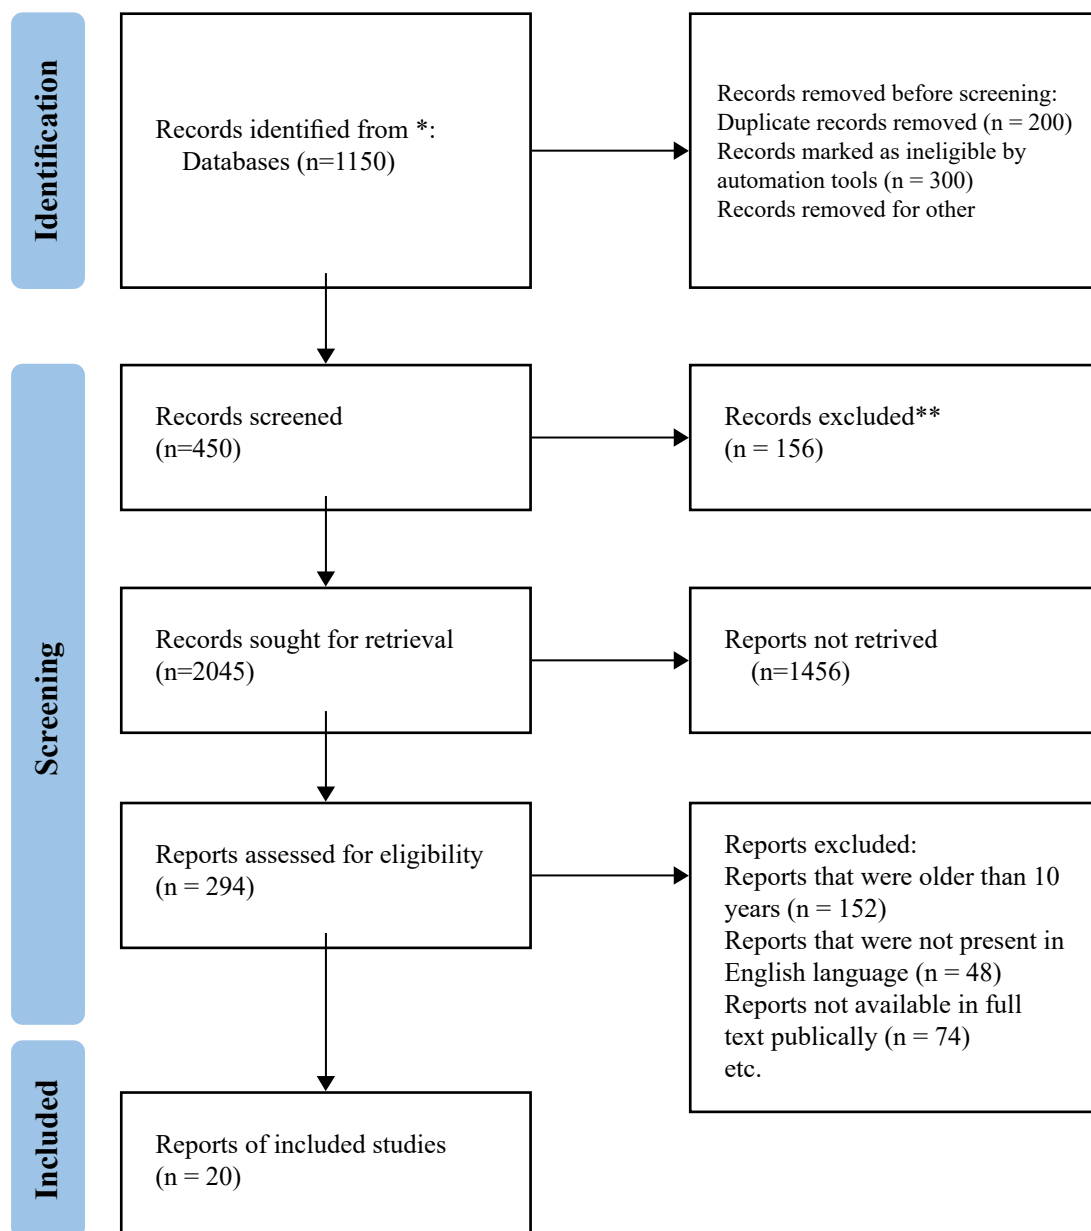 Identification
Records identified from *:
Databases (n=1150)
Records removed before screening:
Duplicate records removed (n = 200)
Records marked as ineligible by
automation tools (n = 300)
Records removed for other
Screening
Records screened
(n=450)
Records excluded**
(n = 156)
Records sought for retrieval
(n=2045)
Reports not retrived
(n=1456)
Reports assessed for eligibility
(n = 294)
Reports excluded:
Reports that were older than 10
years (n = 152)
Reports that were not present in
English language (n = 48)
Reports not available in full
text publically (n = 74)
etc.
Included
Reports of included studies
(n = 20)